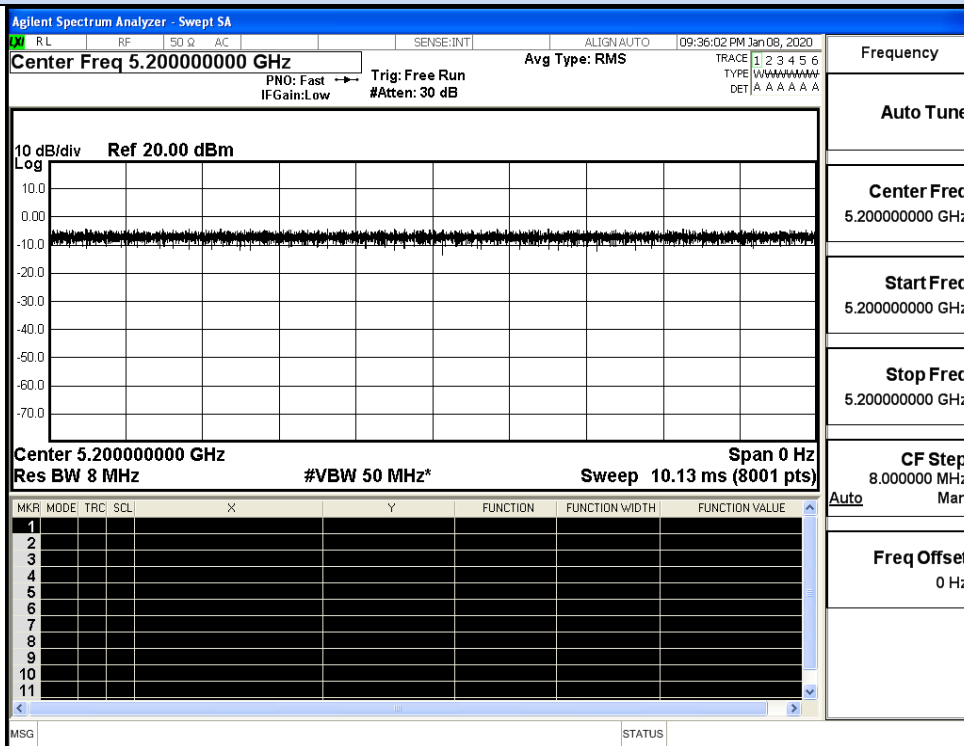 Agilent Spectrum Analyzer - Swept SA
LXI RL RF 50 Ω AC SENSE:INT ALIGN AUTO 09:36:02 PM Jan 08, 2020
Center Freq 5.200000000 GHz
Avg Type: RMS
TRACE 1 2 3 4 5 6
PNO: Fast
Trig: Free Run
TYPE WWWWWW
IFGain:Low
#Atten: 30 dB
DET A A A A A A
10 dB/div Ref 20.00 dBm
Log
10.0
0.00
-10.0
-20.0
-30.0
-40.0
-50.0
-60.0
-70.0
Center 5.200000000 GHz Span 0 Hz
Res BW 8 MHz #VBW 50 MHz* Sweep 10.13 ms (8001 pts)
MKR MODE TRC SCL X Y FUNCTION FUNCTION WIDTH FUNCTION VALUE
1
2
3
4
5
6
7
8
9
10
11
MSG STATUS
Frequency
Auto Tune
Center Freq
5.200000000 GHz
Start Freq
5.200000000 GHz
Stop Freq
5.200000000 GHz
CF Step
8.000000 MHz
Auto Man
Freq Offset
0 Hz